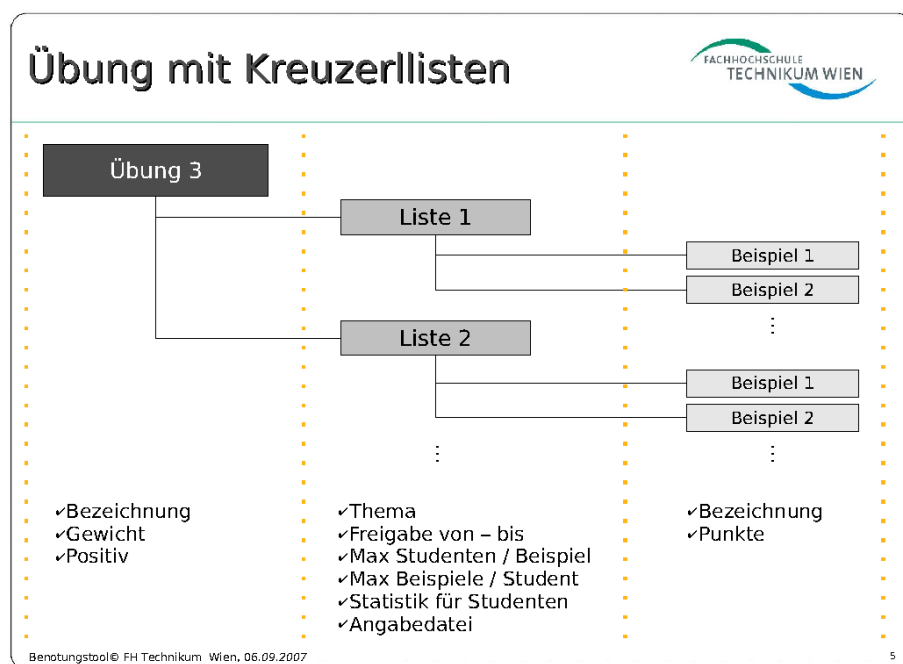 Übung mit Kreuzerllisten
FACHHOCHSCHULE
TECHNIKUM WIEN
Übung 3
Liste 1
Beispiel 1
Beispiel 2
⋮
Liste 2
Beispiel 1
Beispiel 2
⋮
⋮
✓Bezeichnung
✓Gewicht
✓Positiv
✓Thema
✓Freigabe von – bis
✓Max Studenten / Beispiel
✓Max Beispiele / Student
✓Statistik für Studenten
✓Angabedatei
✓Bezeichnung
✓Punkte
Benotungstool© FH Technikum Wien, 06.09.2007
5